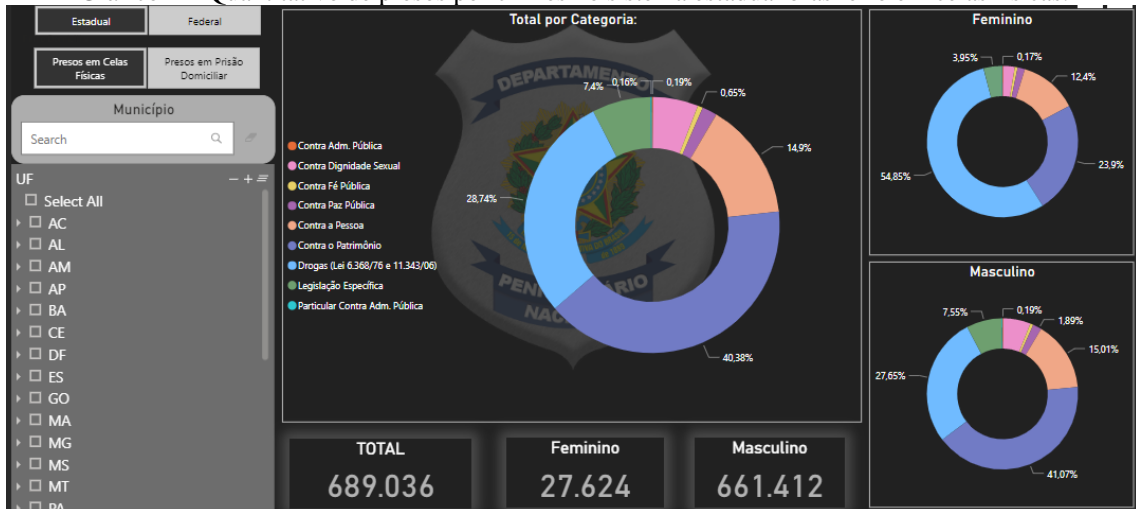 Estadual
Federal
Presos em Celas
Físicas
Presos em Prisão
Domiciliar
Município
Search
UF
Select All
AC
AL
AM
AP
BA
CE
DF
ES
GO
MA
MG
MS
MT
Total por Categoria:
DEPARTAMENTO
PENITENCIÁRIO
NACIONAL
7,4%
0,16%
0,19%
0,65%
14,9%
28,74%
40,38%
Contra Adm. Pública
Contra Dignidade Sexual
Contra Fé Pública
Contra Paz Pública
Contra a Pessoa
Contra o Patrimônio
Drogas (Lei 6.368/76 e 11.343/06)
Legislação Específica
Particular Contra Adm. Pública
Feminino
3,95%
0,17%
12,4%
54,85%
23,9%
Masculino
7,55%
0,19%
1,89%
15,01%
27,65%
41,07%
TOTAL
689.036
Feminino
27.624
Masculino
661.412